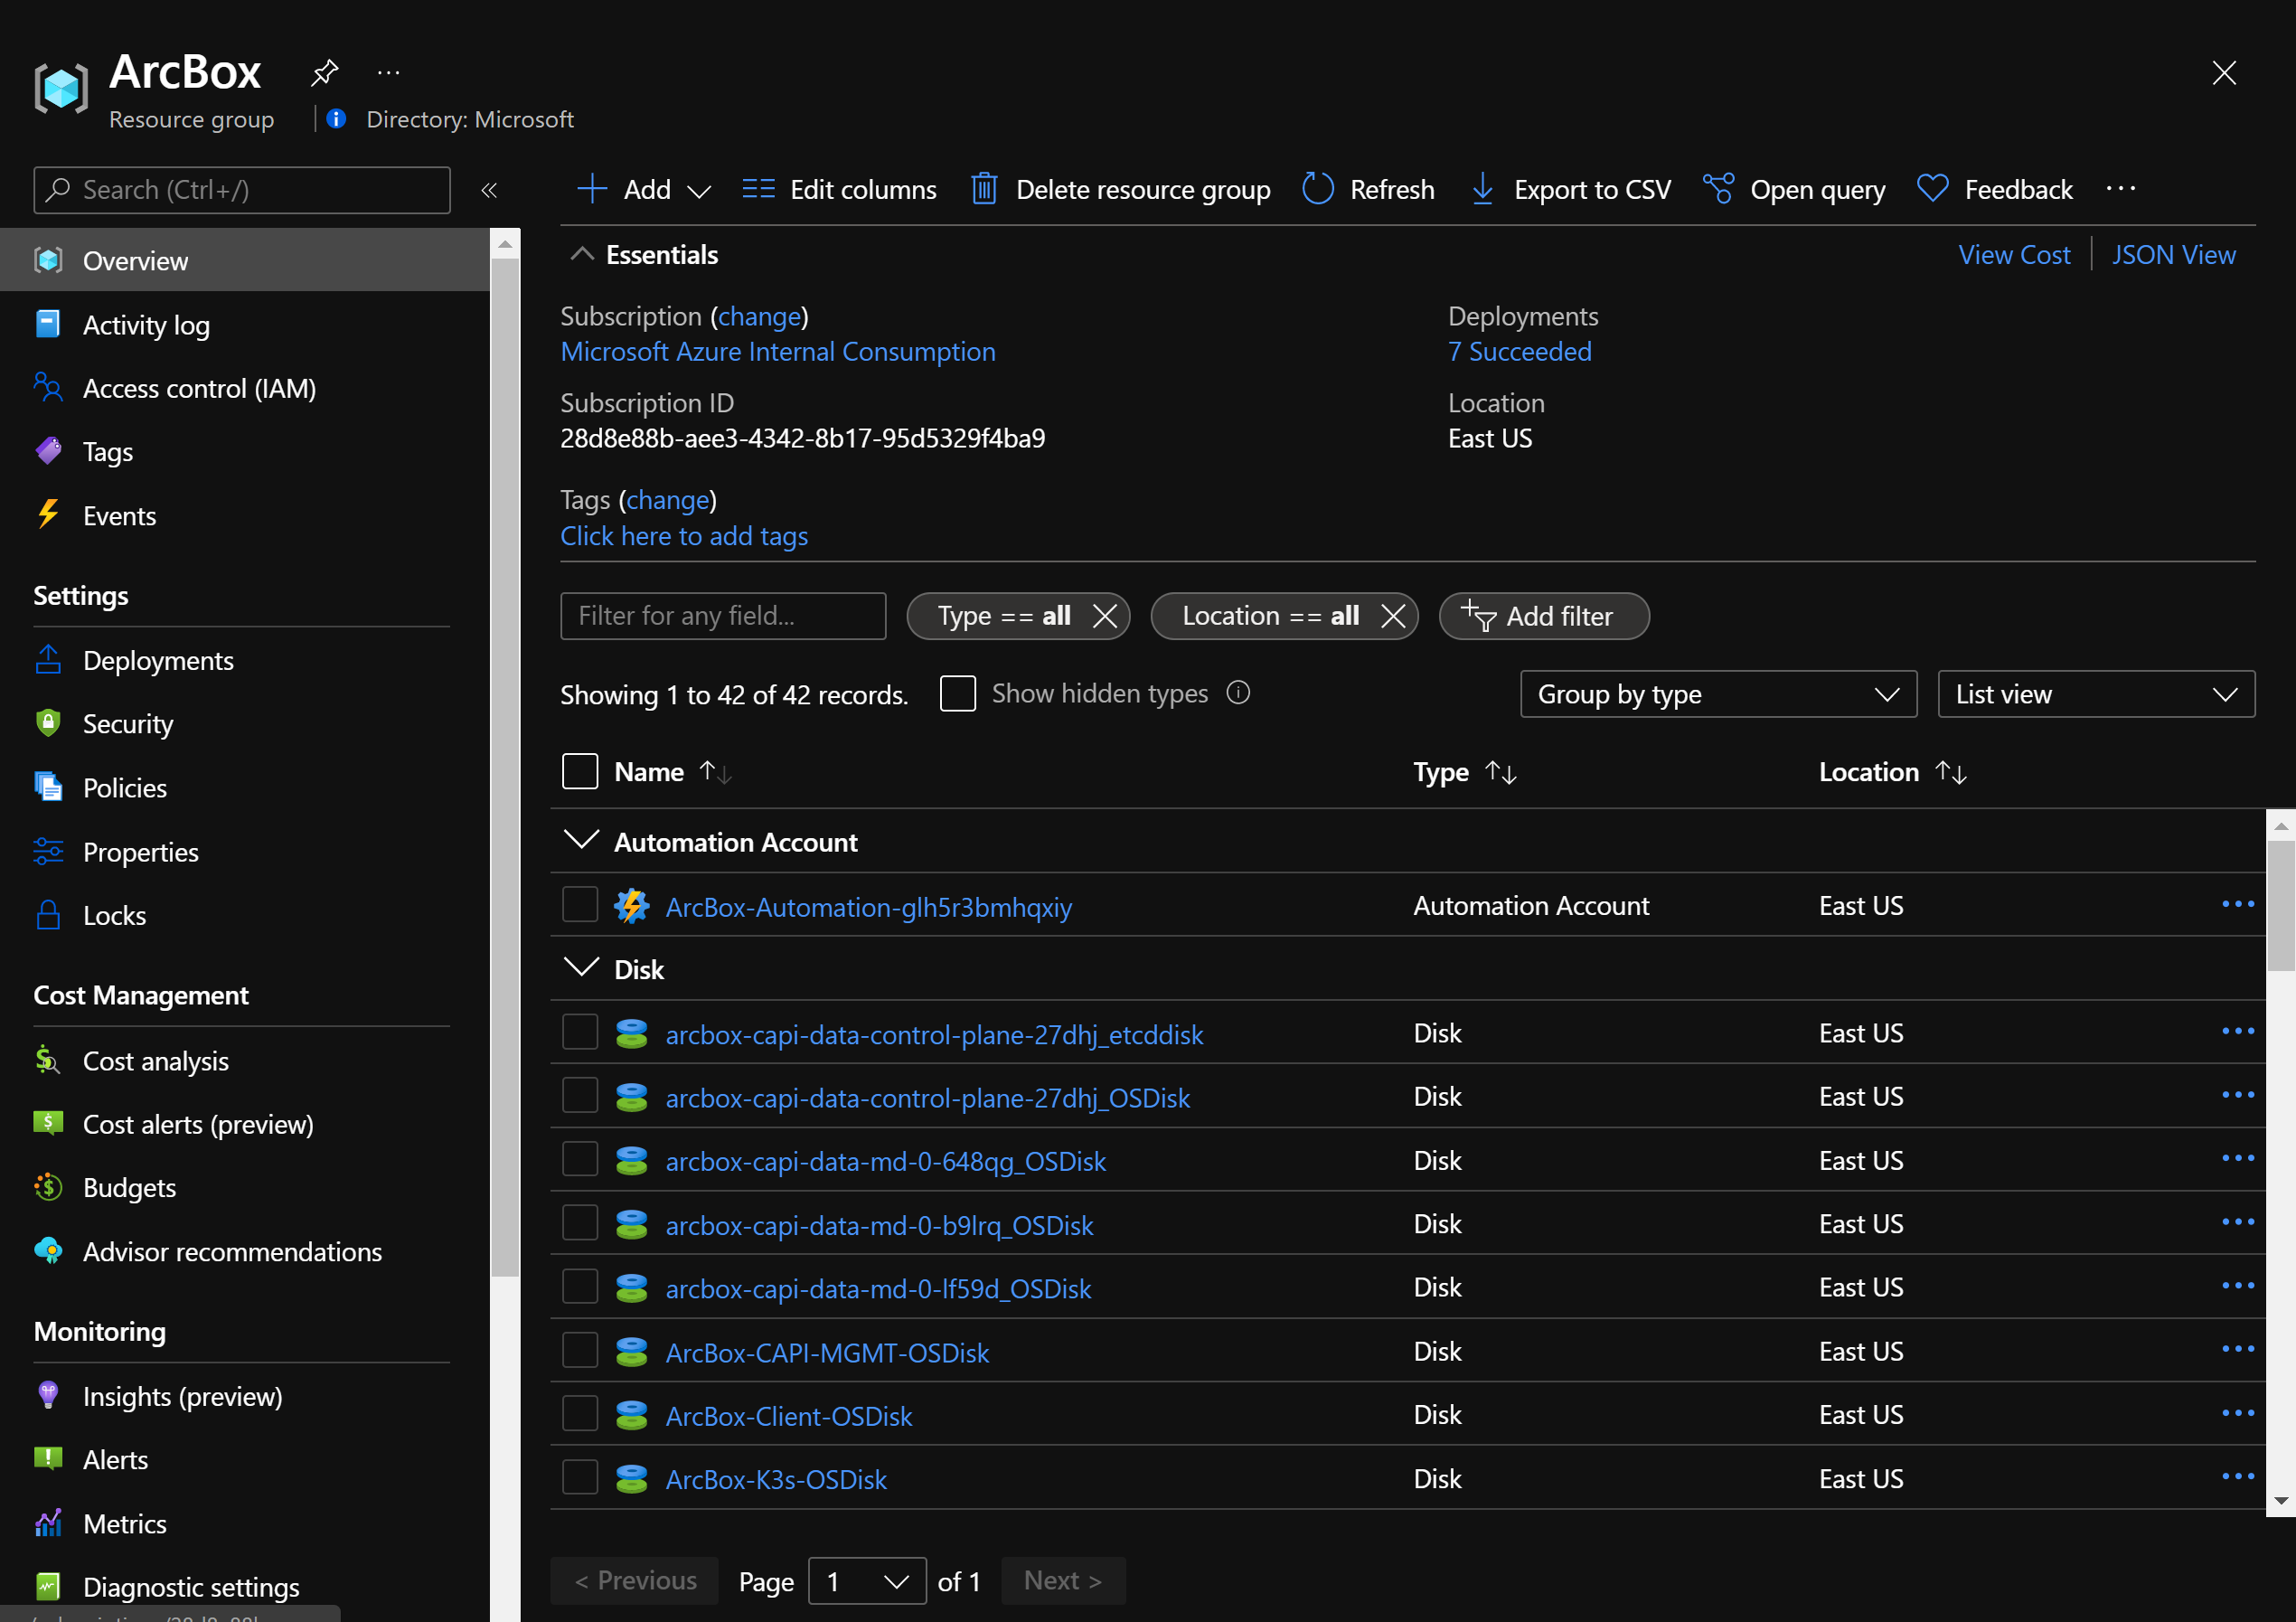 ArcBox
Resource group
Directory: Microsoft
Search (Ctrl+/)
«
Add
Edit columns
Delete resource group
Refresh
Export to CSV
Open query
Feedback
Overview
Activity log
Access control (IAM)
Tags
Events
Settings
Deployments
Security
Policies
Properties
Locks
Cost Management
Cost analysis
Cost alerts (preview)
Budgets
Advisor recommendations
Monitoring
Insights (preview)
Alerts
Metrics
Diagnostic settings
Essentials
View Cost
JSON View
Subscription (change)
Microsoft Azure Internal Consumption
Subscription ID
28d8e88b-aee3-4342-8b17-95d5329f4ba9
Deployments
7 Succeeded
Location
East US
Tags (change)
Click here to add tags
Filter for any field...
Type == all
Location == all
Add filter
Showing 1 to 42 of 42 records.
Show hidden types
Group by type
List view
Name Type Location
Automation Account
ArcBox-Automation-glh5r3bmhqxiy Automation Account East US
Disk
arcbox-capi-data-control-plane-27dhj_etcddisk Disk East US
arcbox-capi-data-control-plane-27dhj_OSDisk Disk East US
arcbox-capi-data-md-0-648qg_OSDisk Disk East US
arcbox-capi-data-md-0-b9lrq_OSDisk Disk East US
arcbox-capi-data-md-0-lf59d_OSDisk Disk East US
ArcBox-CAPI-MGMT-OSDisk Disk East US
ArcBox-Client-OSDisk Disk East US
ArcBox-K3s-OSDisk Disk East US
< Previous Page 1 of 1 Next >